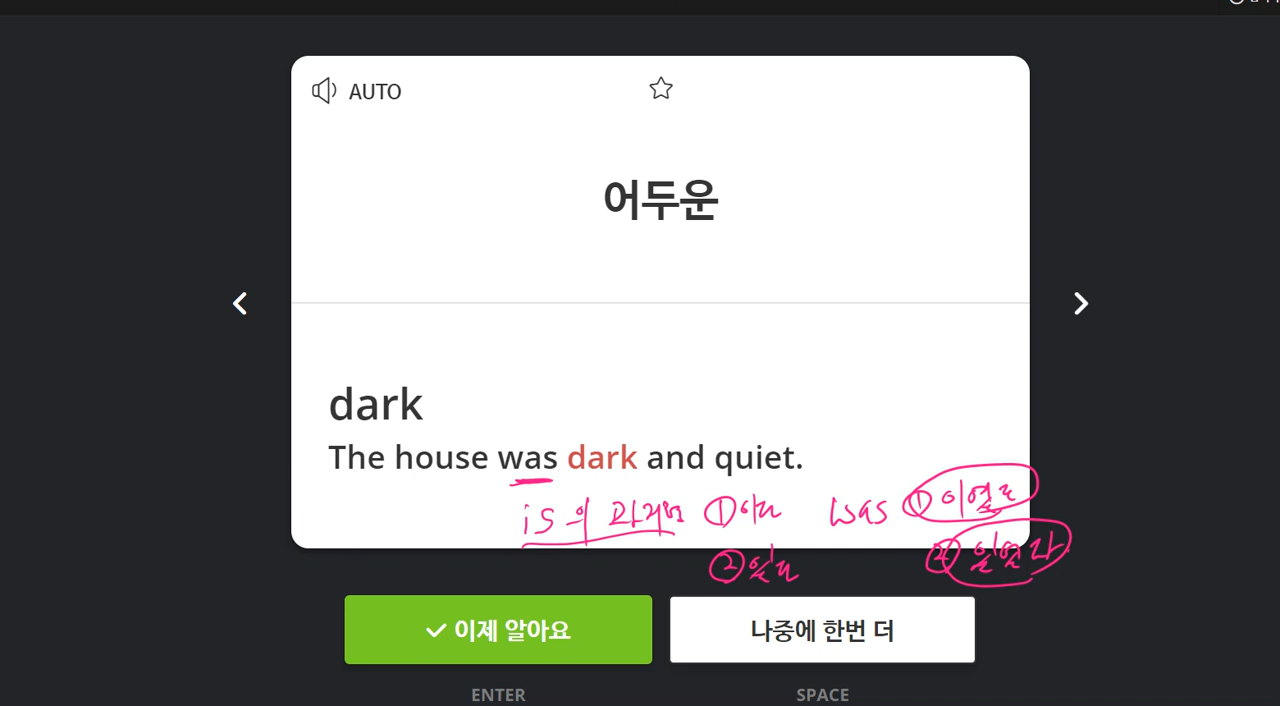 AUTO
어두운
dark
The house was dark and quiet.
is의 과거형 ①이다 was ①이었다
②있다 ②있었다
이제 알아요 나중에 한번 더
ENTER SPACE